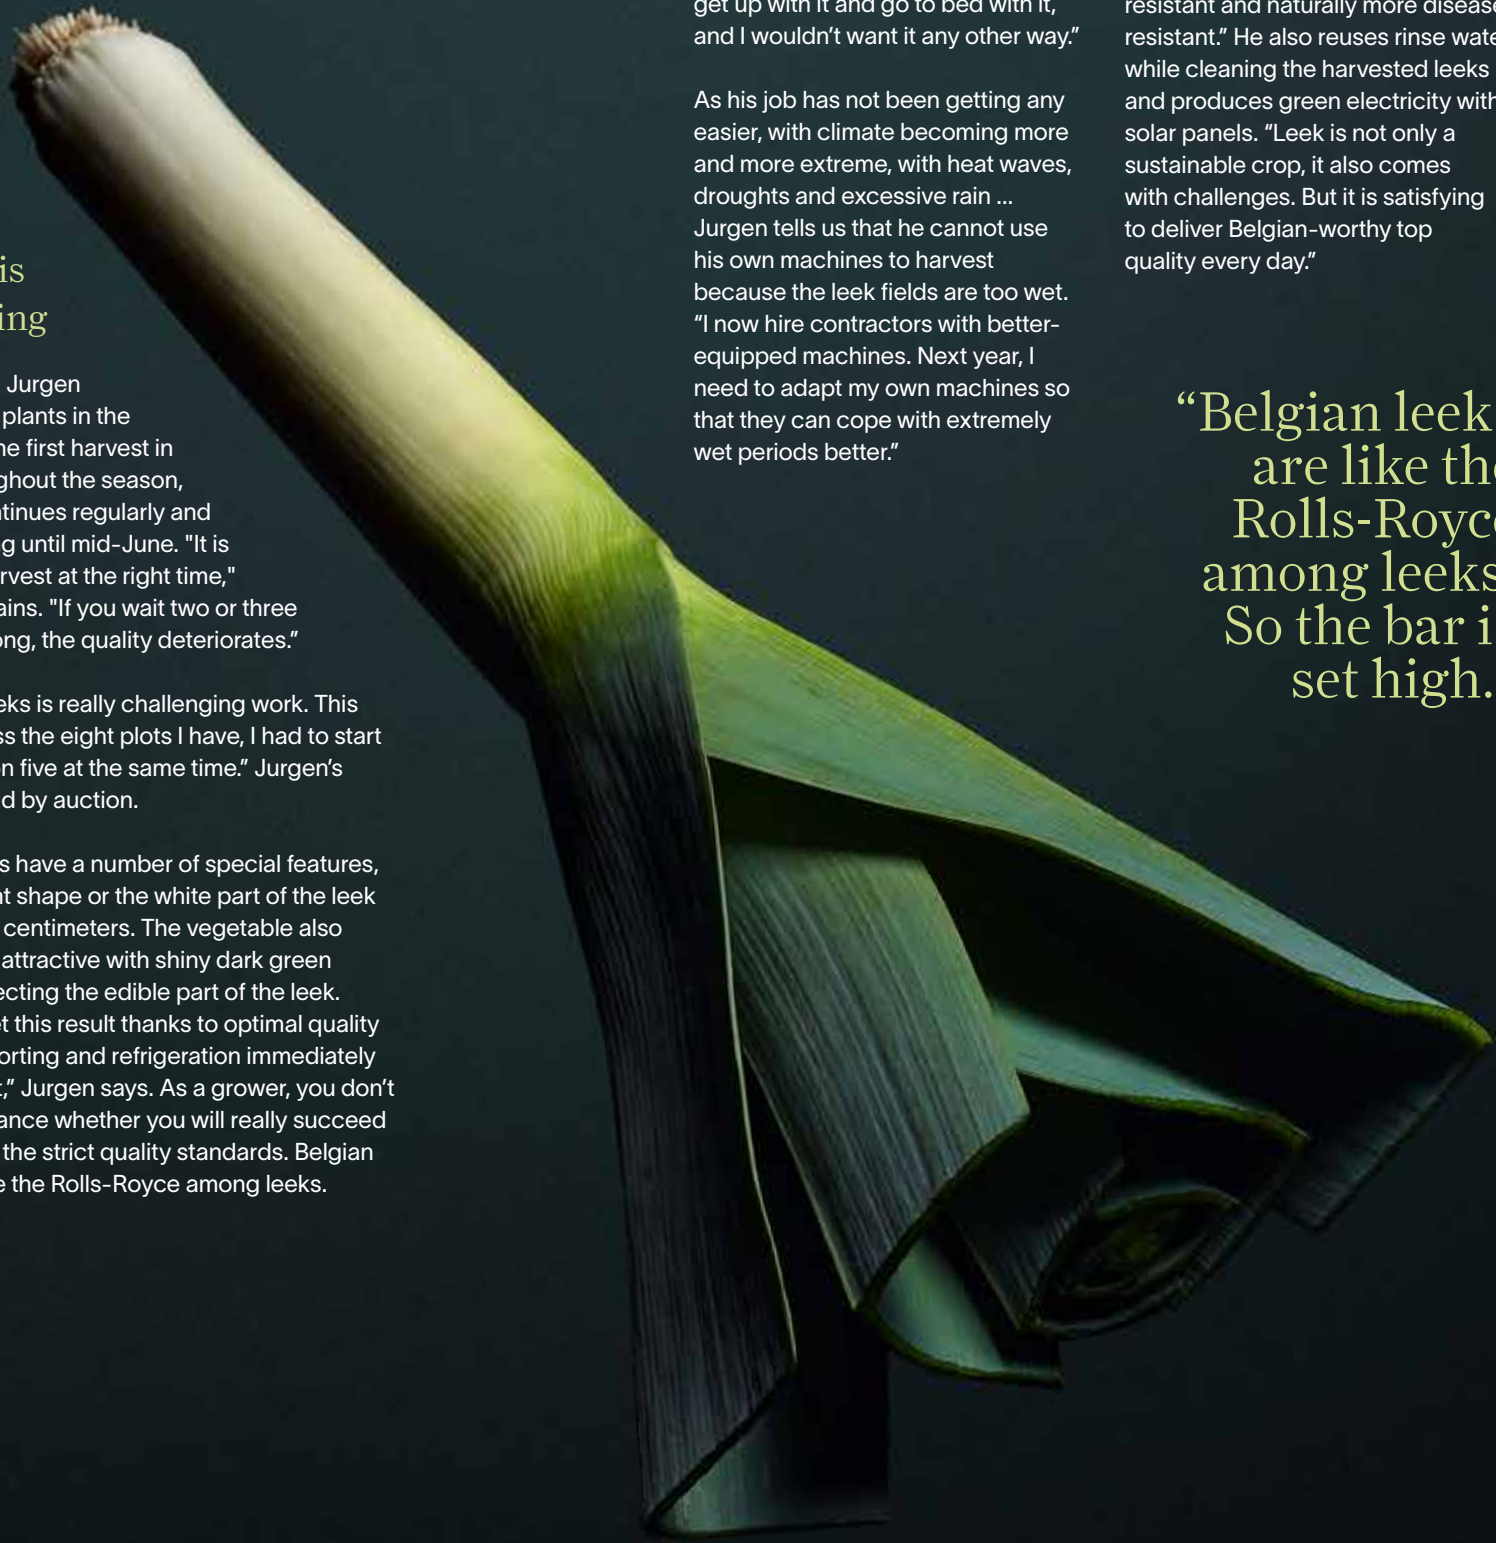 is
ing
Jurgen
plants in the
he first harvest in
ghout the season,
tinues regularly and
g until mid-June. "It is
rvest at the right time,"
ains. "If you wait two or three
ong, the quality deteriorates.”
eks is really challenging work. This
ss the eight plots I have, I had to start
on five at the same time.” Jurgen’s
d by auction.
s have a number of special features,
nt shape or the white part of the leek
centimeters. The vegetable also
attractive with shiny dark green
ecting the edible part of the leek.
et this result thanks to optimal quality
orting and refrigeration immediately
t,” Jurgen says. As a grower, you don’t
ance whether you will really succeed
the strict quality standards. Belgian
e the Rolls-Royce among leeks.
get up with it and go to bed with it,
and I wouldn’t want it any other way.”
As his job has not been getting any
easier, with climate becoming more
and more extreme, with heat waves,
droughts and excessive rain ...
Jurgen tells us that he cannot use
his own machines to harvest
because the leek fields are too wet.
“I now hire contractors with better-
equipped machines. Next year, I
need to adapt my own machines so
that they can cope with extremely
wet periods better.”
resistant and naturally more disease
resistant.” He also reuses rinse wate
while cleaning the harvested leeks
and produces green electricity with
solar panels. “Leek is not only a
sustainable crop, it also comes
with challenges. But it is satisfying
to deliver Belgian-worthy top
quality every day.”
“Belgian leek
are like the
Rolls-Royce
among leeks
So the bar i
set high.